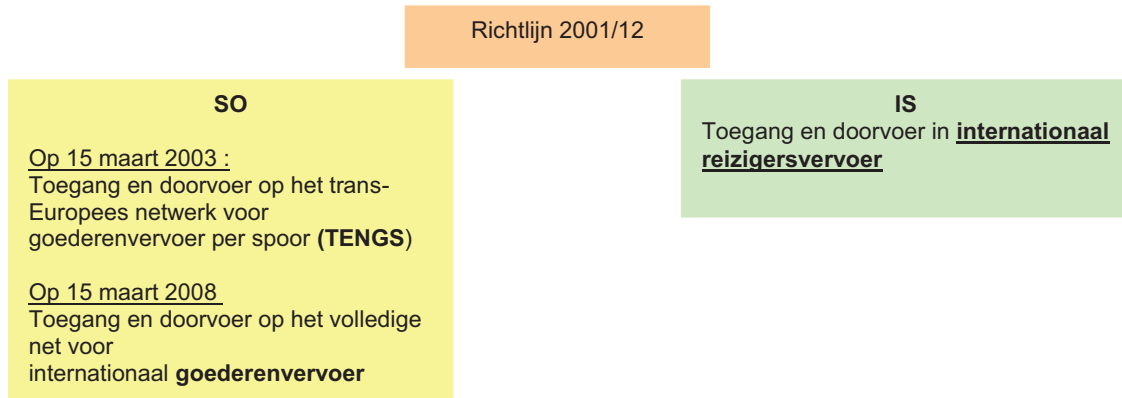 Richtlijn 2001/12
SO
Op 15 maart 2003 :
Toegang en doorvoer op het trans-
Europees netwerk voor
goederenvervoer per spoor (TENGS)
Op 15 maart 2008
Toegang en doorvoer op het volledige
net voor
internationaal goederenvervoer
IS
Toegang en doorvoer in internationaal
reizigersvervoer